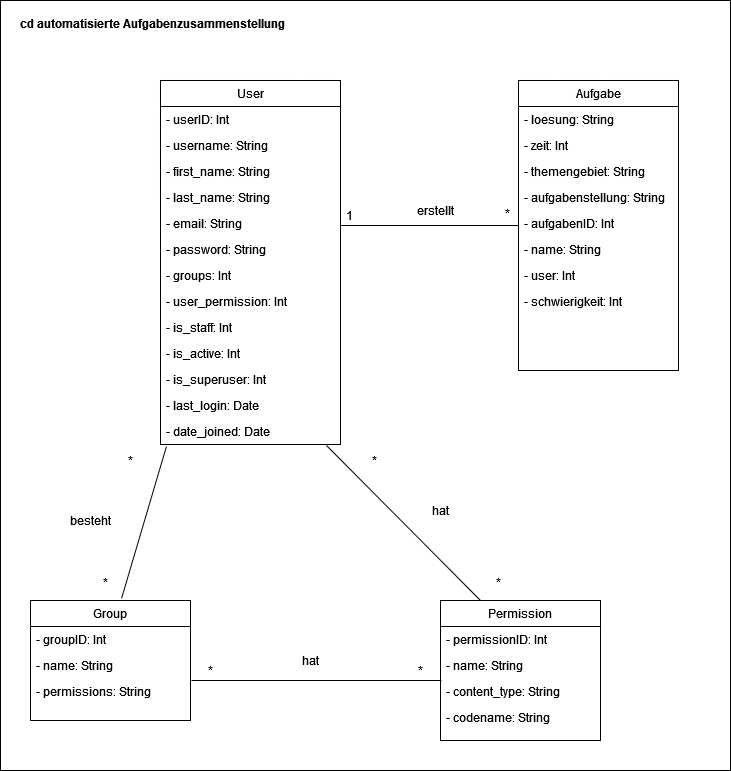 cd automatisierte Aufgabenzusammenstellung
User
- userID: Int
- username: String
- first_name: String
- last_name: String
- email: String
- password: String
- groups: Int
- user_permission: Int
- is_staff: Int
- is_active: Int
- is_superuser: Int
- last_login: Date
- date_joined: Date
1
erstellt
*
Aufgabe
- loesung: String
- zeit: Int
- themengebiet: String
- aufgabenstellung: String
- aufgabenID: Int
- name: String
- user: Int
- schwierigkeit: Int
*
besteht
*
*
hat
*
Group
- groupID: Int
- name: String
- permissions: String
*
hat
*
Permission
- permissionID: Int
- name: String
- content_type: String
- codename: String